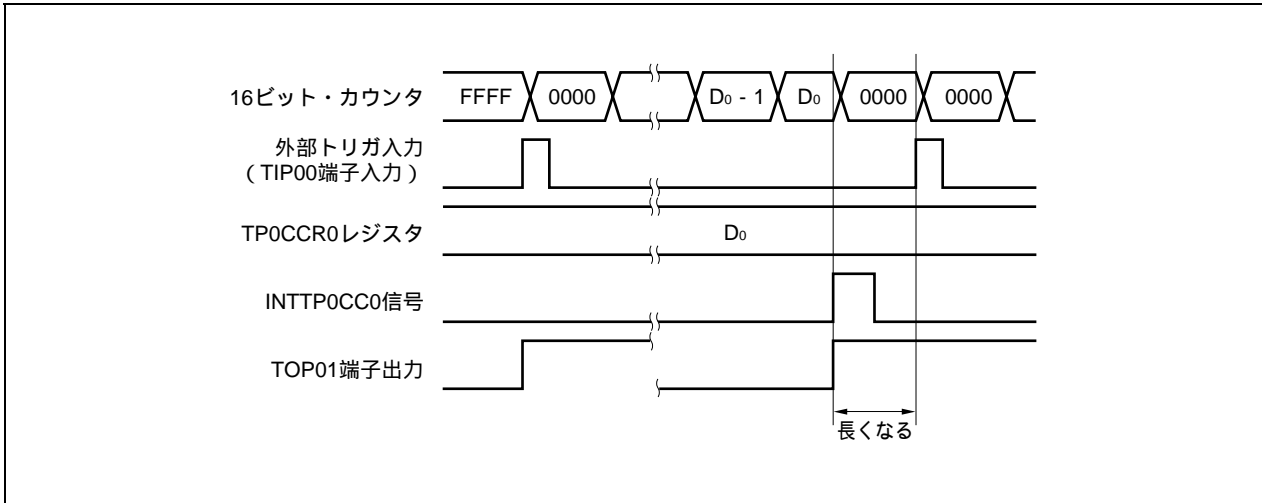 16ビット・カウンタ FFFF 0000 D0 - 1 D0 0000 0000
外部トリガ入力
(TIP00端子入力)
TP0CCR0レジスタ D0
INTTP0CC0信号
TOP01端子出力
長くなる